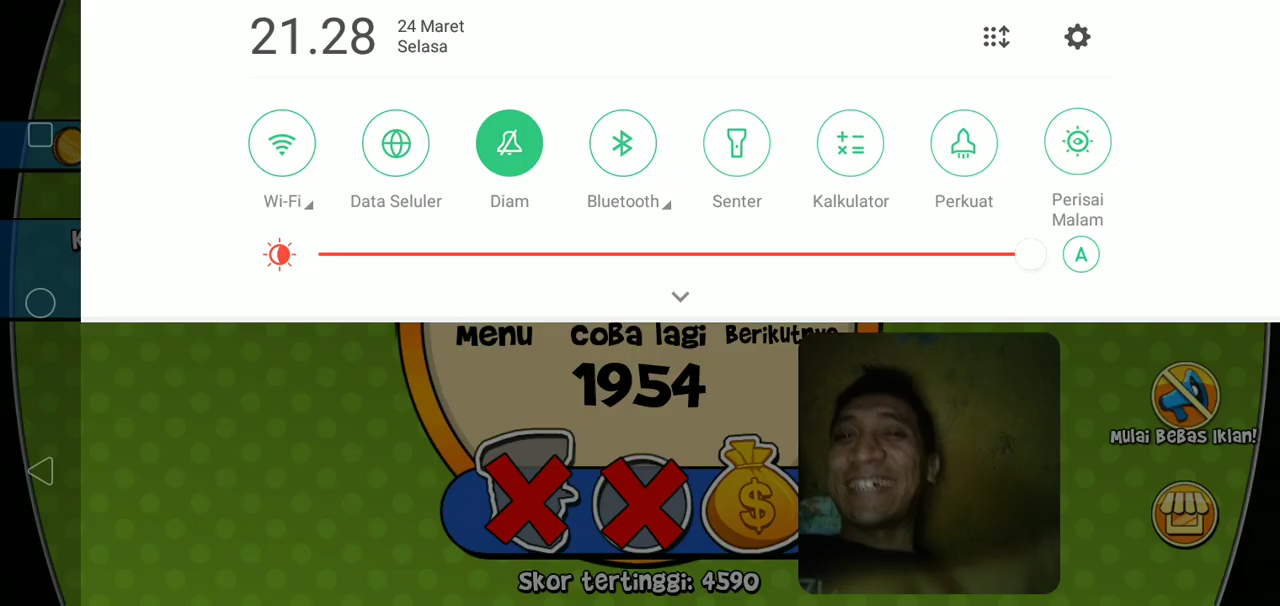 21.28
24 Maret
Selasa
Wi-Fi
Data Seluler
Diam
Bluetooth
Senter
Kalkulator
Perkuat
Perisai
Malam
A
Menu
Coba lagi
Berikutnya
1954
$
Mulai Bebas Iklan!
Skor tertinggi: 4590